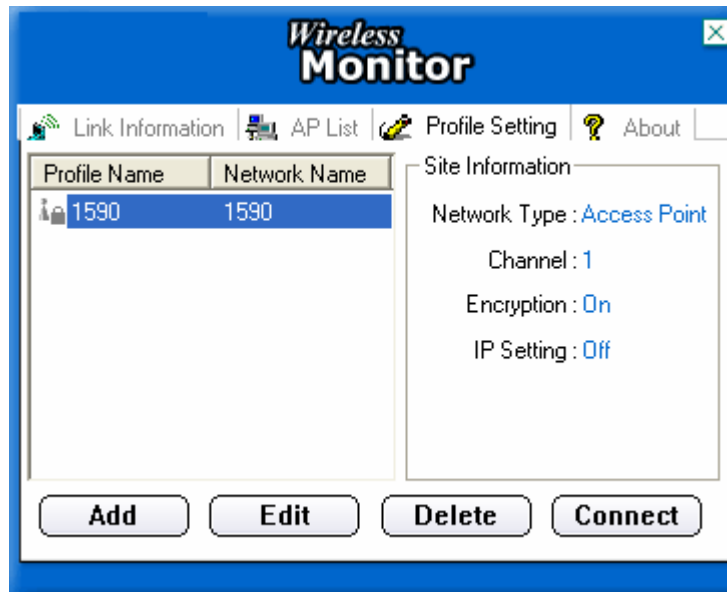 Wireless
Monitor
Link Information AP List Profile Setting About
Profile Name Network Name
1590 1590
Site Information
Network Type : Access Point
Channel : 1
Encryption : On
IP Setting : Off
Add Edit Delete Connect